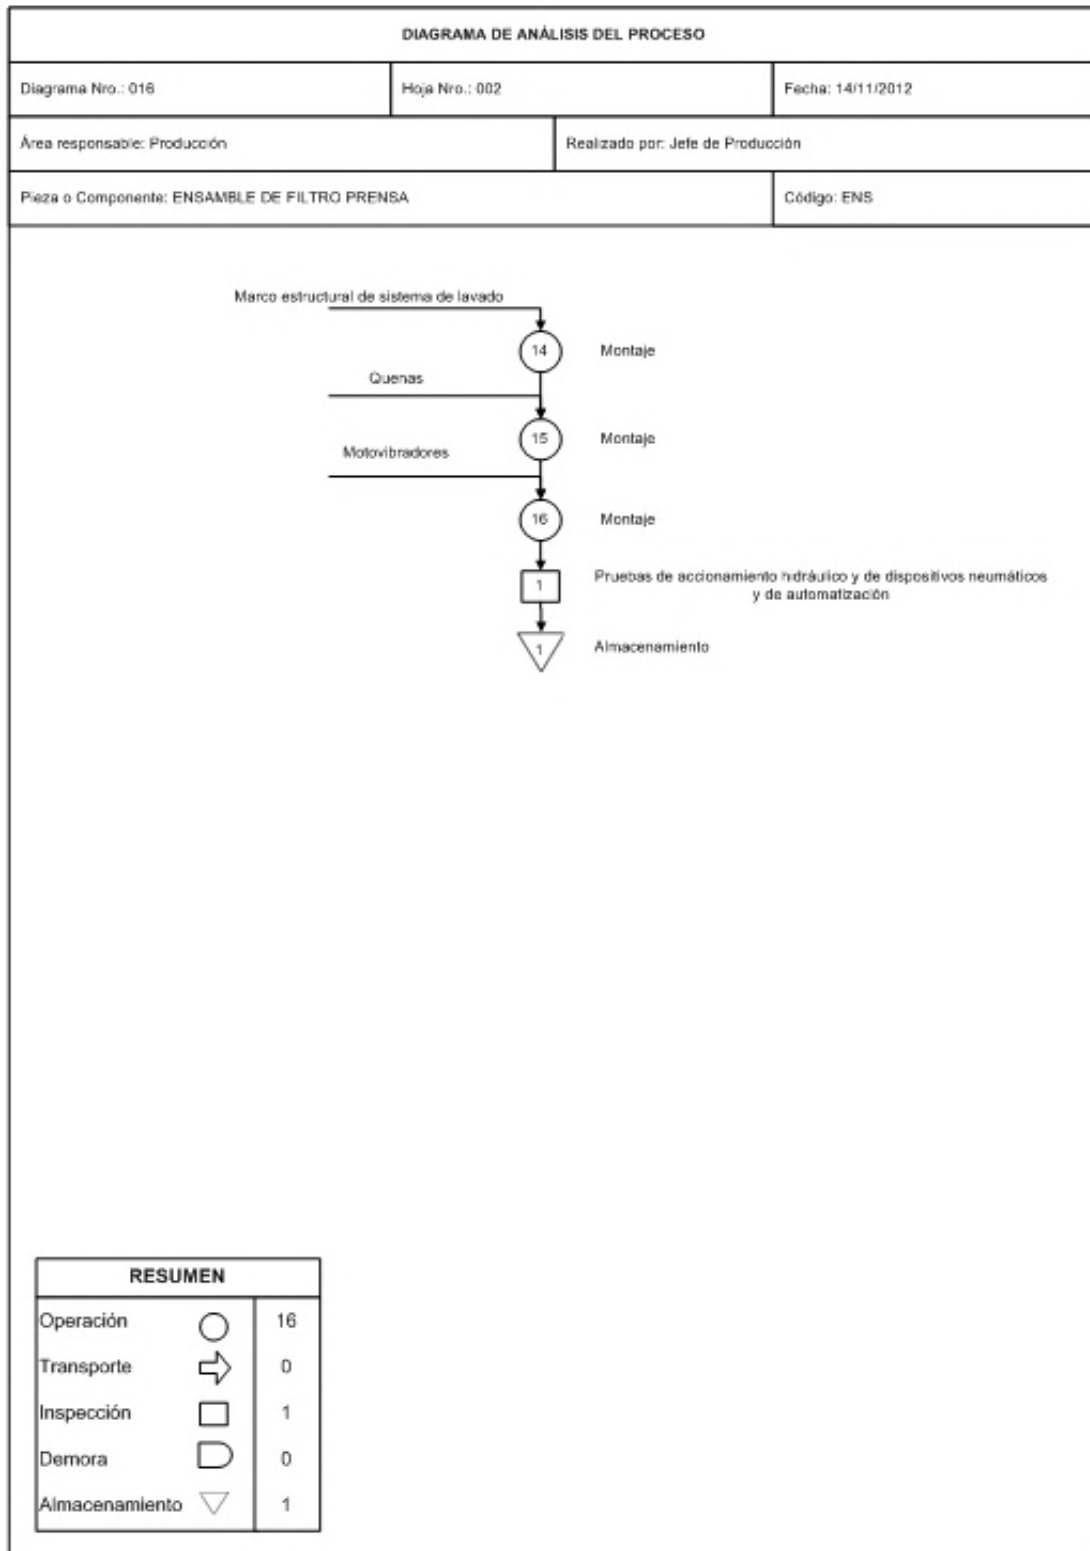 DIAGRAMA DE ANÁLISIS DEL PROCESO
Diagrama Nro.: 016
Hoja Nro.: 002
Fecha: 14/11/2012
Área responsable: Producción
Realizado por: Jefe de Producción
Pieza o Componente: ENSAMBLE DE FILTRO PRENSA
Código: ENS
Marco estructural de sistema de lavado
14
Montaje
Quenas
15
Montaje
Motovibradores
16
Montaje
1
Pruebas de accionamiento hidráulico y de dispositivos neumáticos
y de automatización
1
Almacenamiento
RESUMEN
Operación
16
Transporte
0
Inspección
1
Demora
0
Almacenamiento
1